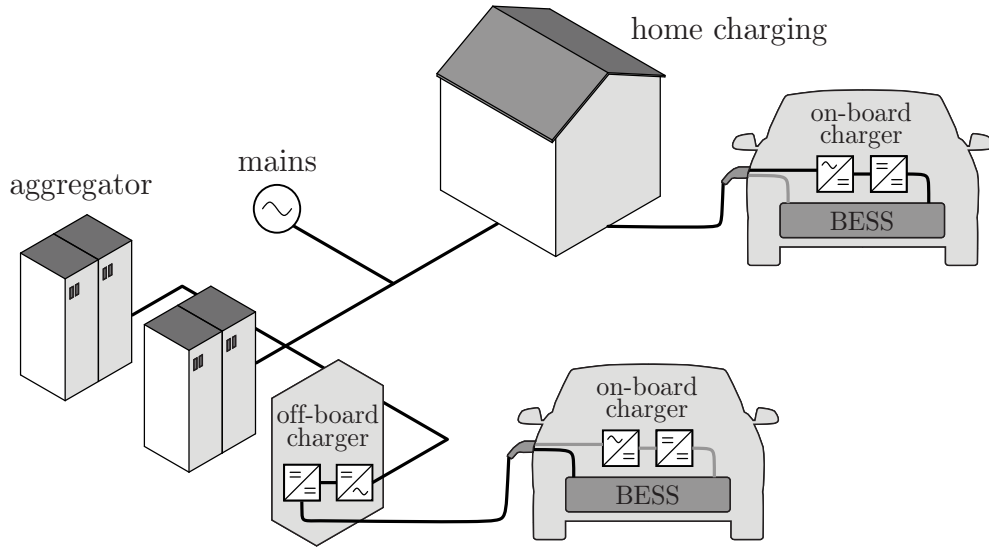 home charging
on-board
charger
BESS
mains
aggregator
off-board
charger
on-board
charger
BESS